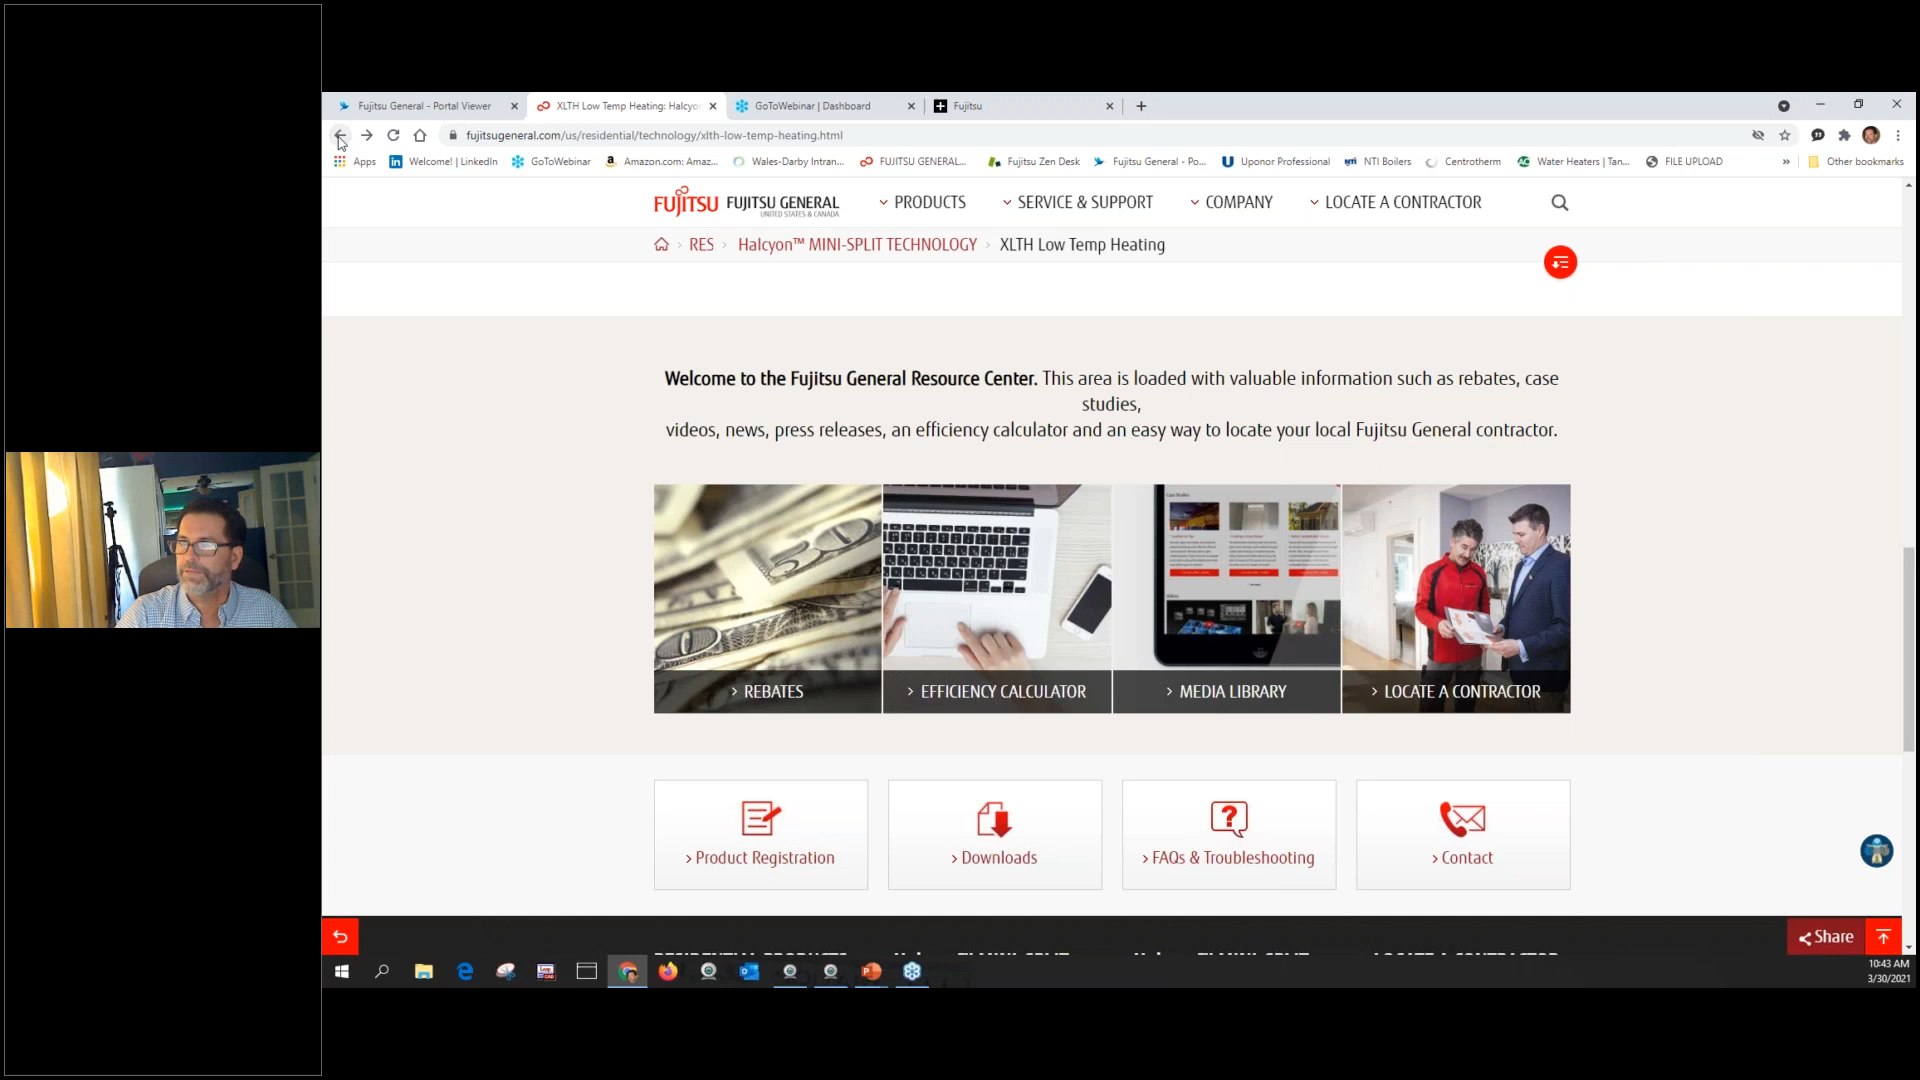 Fujitsu General - Portal Viewer
XLTH Low Temp Heating: Halcyo
GoToWebinar | Dashboard
Fujitsu
fujitsugeneral.com/us/residential/technology/xlth-low-temp-heating.html
Apps
Welcome! | LinkedIn
GoToWebinar
Amazon.com: Amaz...
Wales-Darby Intran...
FUJITSU GENERAL...
Fujitsu Zen Desk
Fujitsu General - Po...
Uponor Professional
NTI Boilers
Centrotherm
Water Heaters | Tan...
FILE UPLOAD
»
Other bookmarks
FUJITSU FUJITSU GENERAL
UNITED STATES & CANADA
PRODUCTS
SERVICE & SUPPORT
COMPANY
LOCATE A CONTRACTOR
RES
Halcyon™ MINI-SPLIT TECHNOLOGY
XLTH Low Temp Heating
Welcome to the Fujitsu General Resource Center. This area is loaded with valuable information such as rebates, case
studies,
videos, news, press releases, an efficiency calculator and an easy way to locate your local Fujitsu General contractor.
50
REBATES
EFFICIENCY CALCULATOR
MEDIA LIBRARY
LOCATE A CONTRACTOR
Product Registration
Downloads
FAQs & Troubleshooting
Contact
Share
10:43 AM
3/30/2021